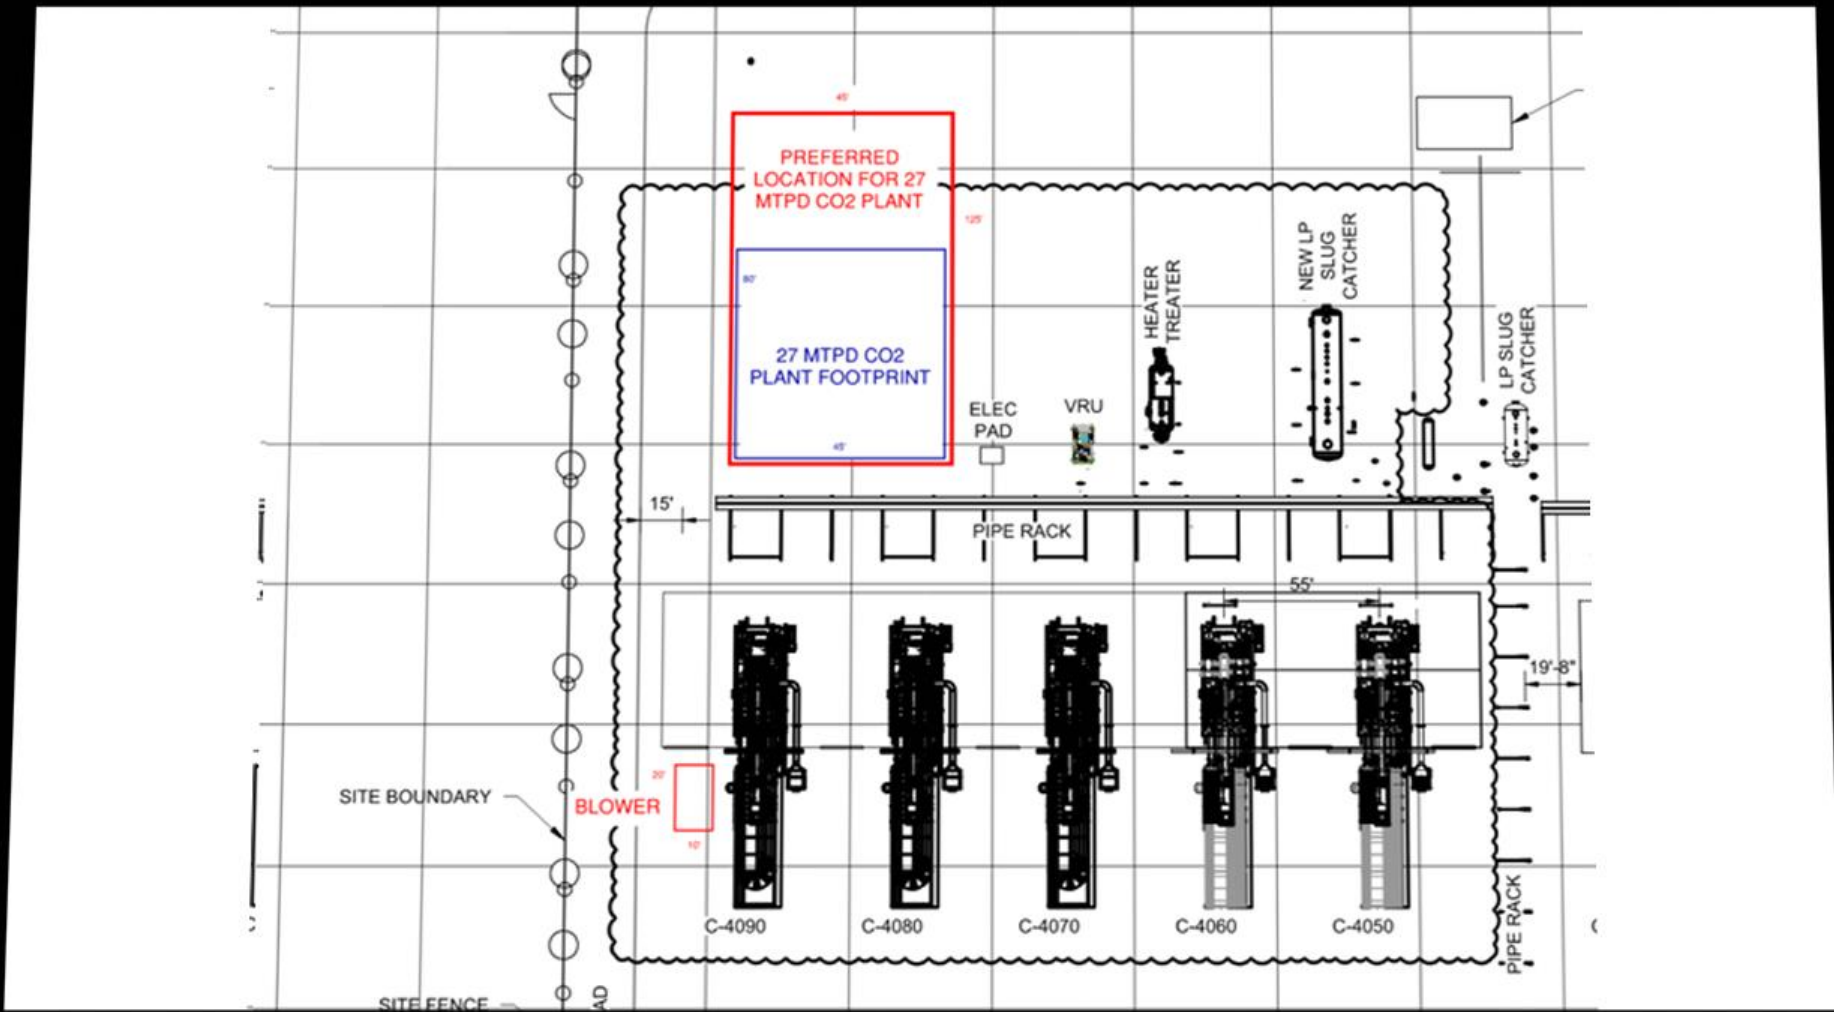 45'
PREFERRED
LOCATION FOR 27
MTPD CO2 PLANT
125'
80'
27 MTPD CO2
PLANT FOOTPRINT
45'
ELEC
PAD
VRU
HEATER
TREATER
NEW LP
SLUG
CATCHER
LP SLUG
CATCHER
15'
PIPE RACK
55'
19'-8"
20'
BLOWER
10'
SITE BOUNDARY
C-4090
C-4080
C-4070
C-4060
C-4050
PIPE RACK
SITE FENCE
AD